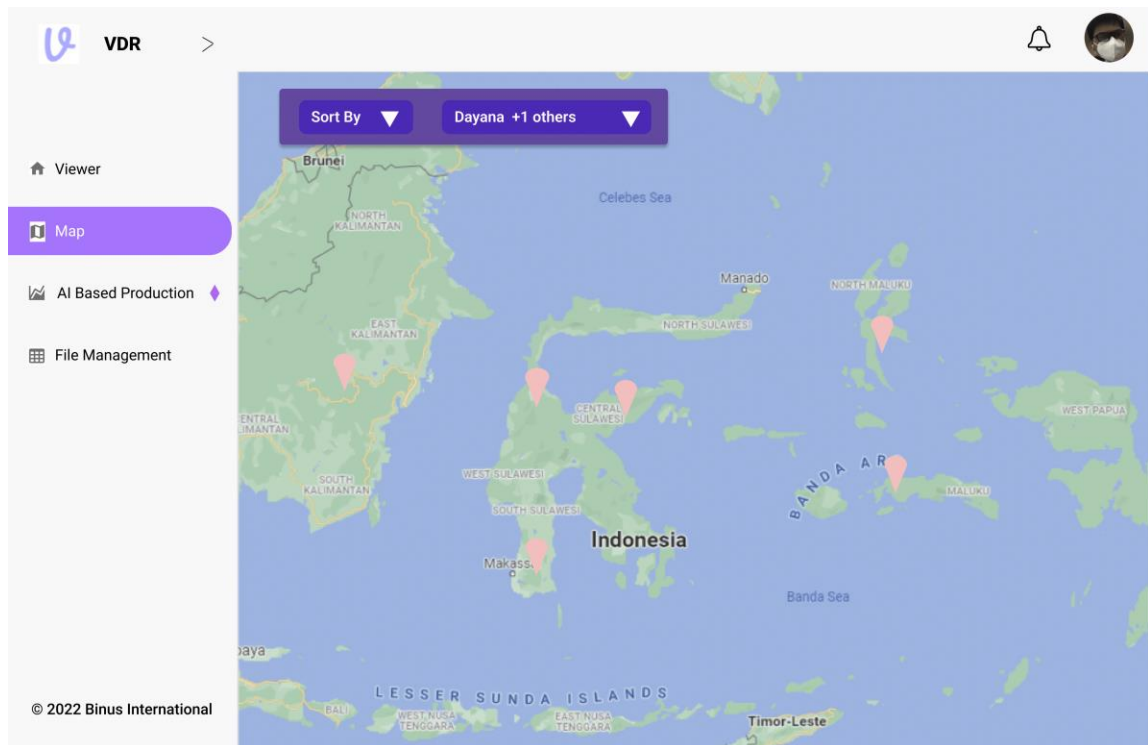 VDR >
Sort By
Dayana +1 others
Viewer
Map
AI Based Production
File Management
© 2022 Binus International
Brunei
Celebes Sea
NORTH
KALIMANTAN
Manado
NORTH MALUKU
EAST
KALIMANTAN
NORTH SULAWESI
CENTRAL
SULAWESI
WEST PAPUA
ENTRAL
IMANTAN
WEST SULAWESI
SOUTH
KALIMANTAN
BANDA AR
MALUKU
SOUTH SULAWESI
Indonesia
Makass
Banda Sea
baya
LESSER SUNDA ISLANDS
BALI
WEST NUSA
TENGGARA
EAST NUSA
TENGGARA
Timor-Leste